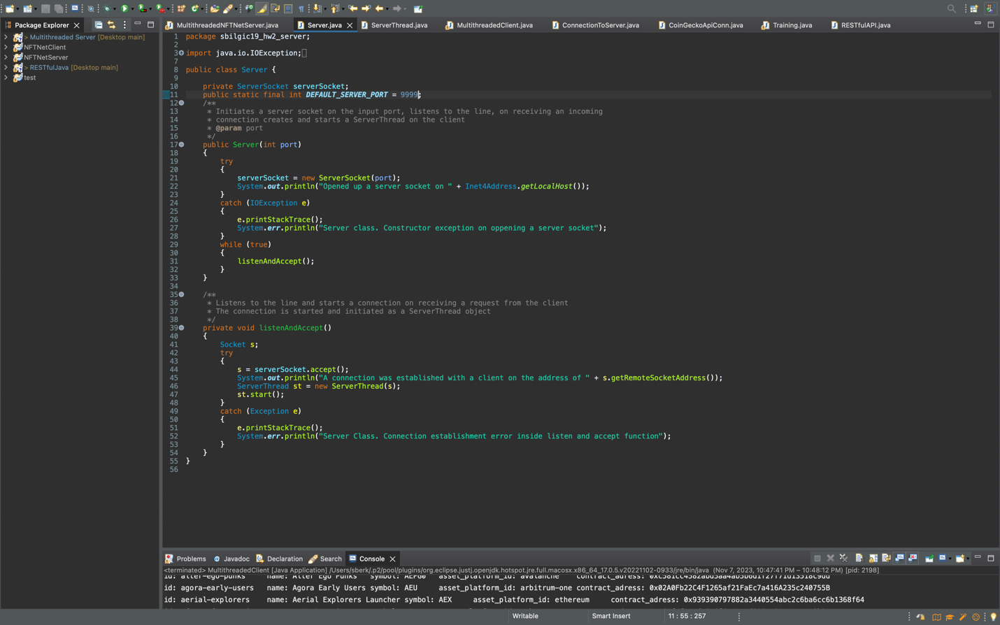 Package Explorer
> Multithreaded Server [Desktop main]
NFTNetClient
NFTNetServer
> RESTfulJava [Desktop main]
test
MultithreadedNFTNetServer.java
Server.java
ServerThread.java
MultithreadedClient.java
ConnectionToServer.java
CoinGeckoApiConn.java
Training.java
RESTfulAPI.java
1 package sbilgic19_hw2_server;
2
3 import java.io.IOException;
7
8 public class Server {
9
10 private ServerSocket serverSocket;
11 public static final int DEFAULT_SERVER_PORT = 9999;
12 /**
13 * Initiates a server socket on the input port, listens to the line, on receiving an incoming
14 * connection creates and starts a ServerThread on the client
15 * @param port
16 */
17 public Server(int port)
18 {
19 try
20 {
21 serverSocket = new ServerSocket(port);
22 System.out.println("Opened up a server socket on " + Inet4Address.getLocalHost());
23 }
24 catch (IOException e)
25 {
26 e.printStackTrace();
27 System.err.println("Server class. Constructor exception on oppening a server socket");
28 }
29 while (true)
30 {
31 listenAndAccept();
32 }
33 }
34
35 /**
36 * Listens to the line and starts a connection on receiving a request from the client
37 * The connection is started and initiated as a ServerThread object
38 */
39 private void listenAndAccept()
40 {
41 Socket s;
42 try
43 {
44 s = serverSocket.accept();
45 System.out.println("A connection was established with a client on the address of " + s.getRemoteSocketAddress());
46 ServerThread st = new ServerThread(s);
47 st.start();
48 }
49 catch (Exception e)
50 {
51 e.printStackTrace();
52 System.err.println("Server Class. Connection establishment error inside listen and accept function");
53 }
54 }
55 }
56
Problems @ Javadoc Declaration Search Console
<terminated> MultithreadedClient [Java Application] /Users/sberk/.p2/pool/plugins/org.eclipse.justj.openjdk.hotspot.jre.full.macosx.x86_64_17.0.5.v20221102-0933/jre/bin/java (Nov 7, 2023, 10:47:41 PM – 10:48:12 PM) [pid: 2198]
id: alter-ego-punks name: Alter Ego Punks symbol: AEPG0 asset_platform_id: avalanche contract_adress:
id: agora-early-users name: Agora Early Users symbol: AEU asset_platform_id: arbitrum-one contract_adress: 0x02A0Fb22C4F1265af21FaEc7a416A235c240755B
id: aerial-explorers name: Aerial Explorers Launcher symbol: AEX asset_platform_id: ethereum contract_adress: 0x939390797882a3440554abc2c6ba6cc6b1368f64
Writable
Smart Insert
11 : 55 : 257